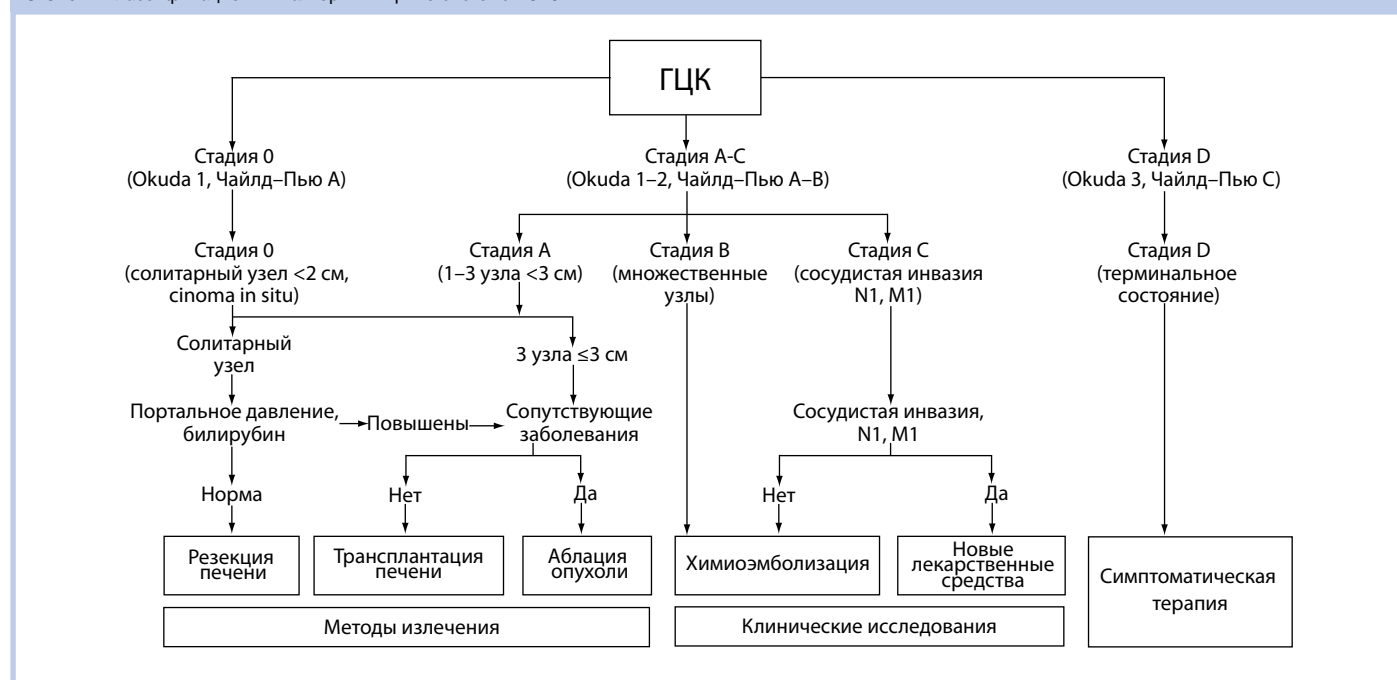 ГЦК
Стадия 0
(Okuda 1, Чайлд–Пью А)
Стадия A-C
(Okuda 1–2, Чайлд–Пью А–В)
Стадия D
(Okuda 3, Чайлд–Пью С)
Стадия 0
(солитарный узел <2 см,
cinoma in situ)
Стадия А
(1–3 узла <3 см)
Стадия В
(множественные
узлы)
Стадия С
(сосудистая инвазия
N1, M1)
Стадия D
(терминальное
состояние)
Солитарный
узел
3 узла ≤3 см
Портальное давление,
билирубин
Повышены
Сопутствующие
заболевания
Сосудистая инвазия,
N1, M1
Норма
Нет
Да
Нет
Да
Резекция
печени
Трансплантация
печени
Аблация
опухоли
Химиоэмболизация
Новые
лекарственные
средства
Симптоматическая
терапия
Методы излечения
Клинические исследования